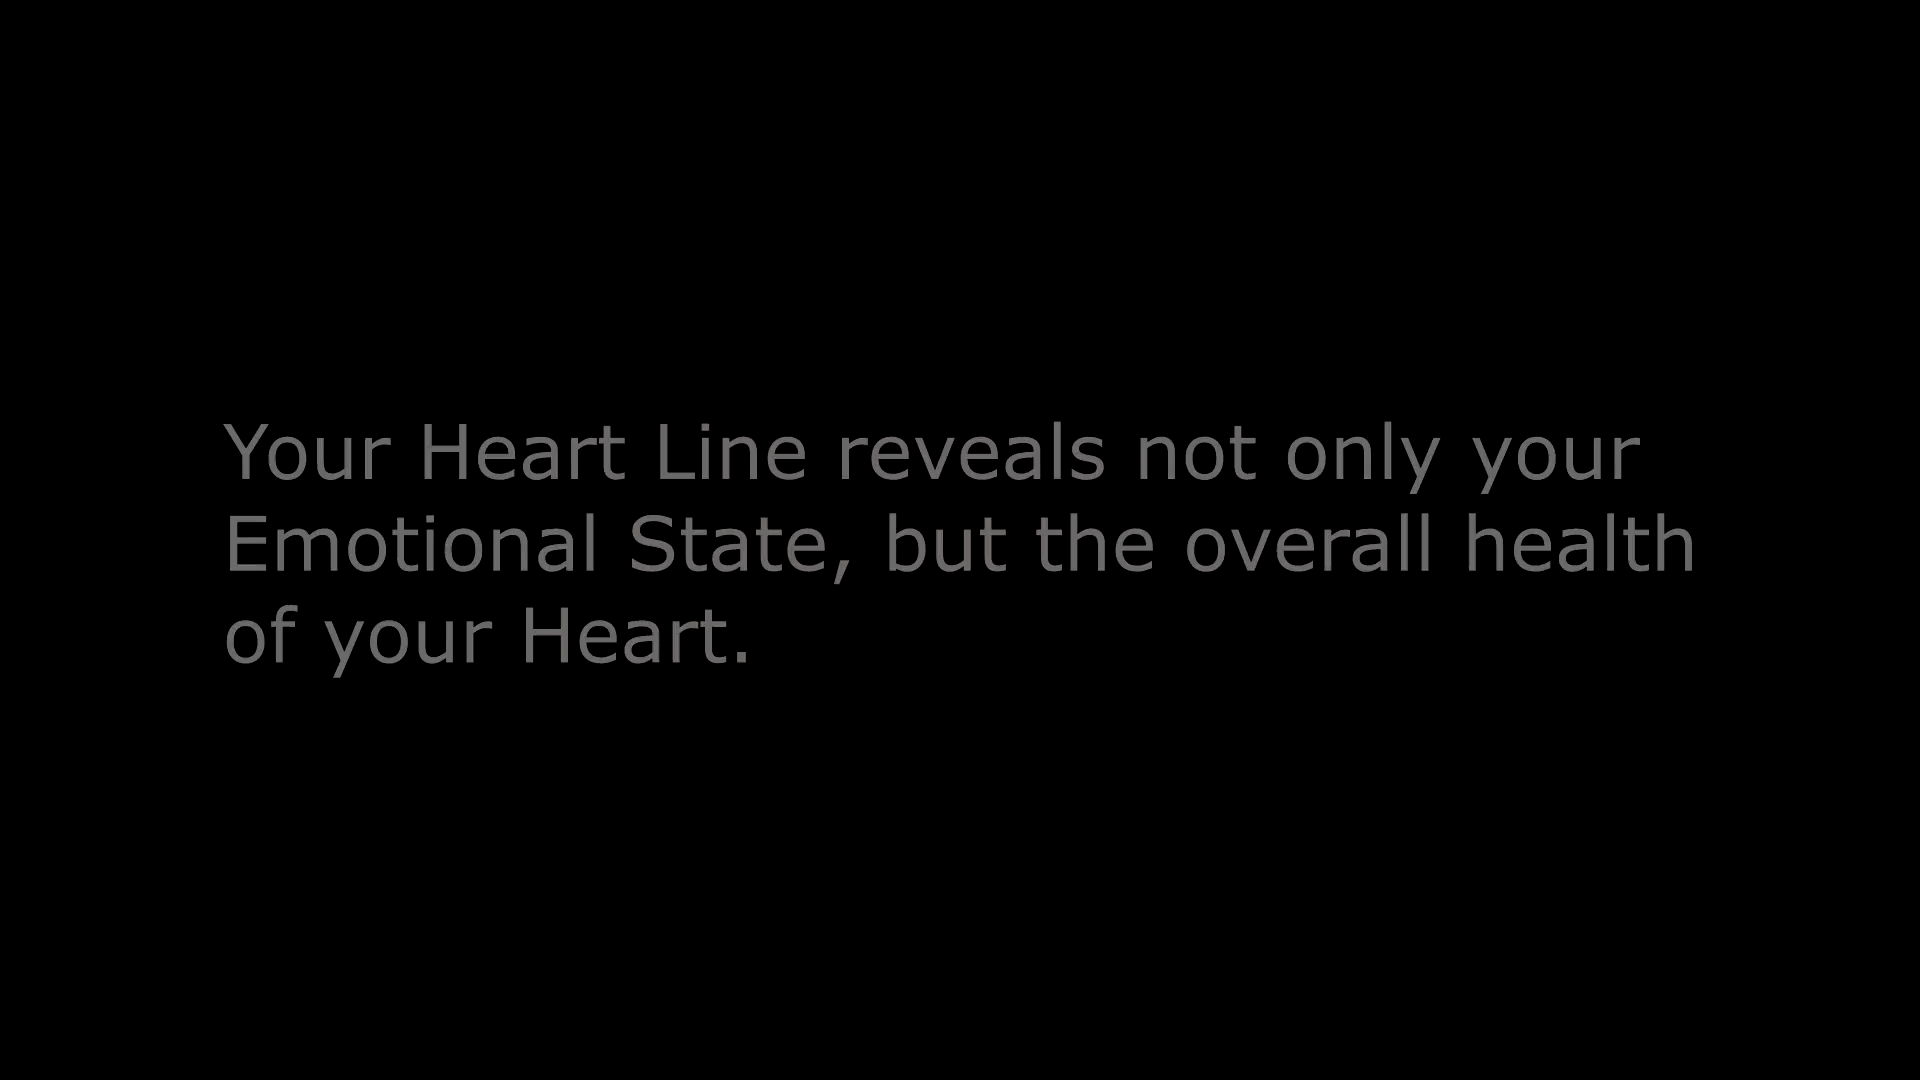 Your Heart Line reveals not only your
Emotional State, but the overall health
of your Heart.